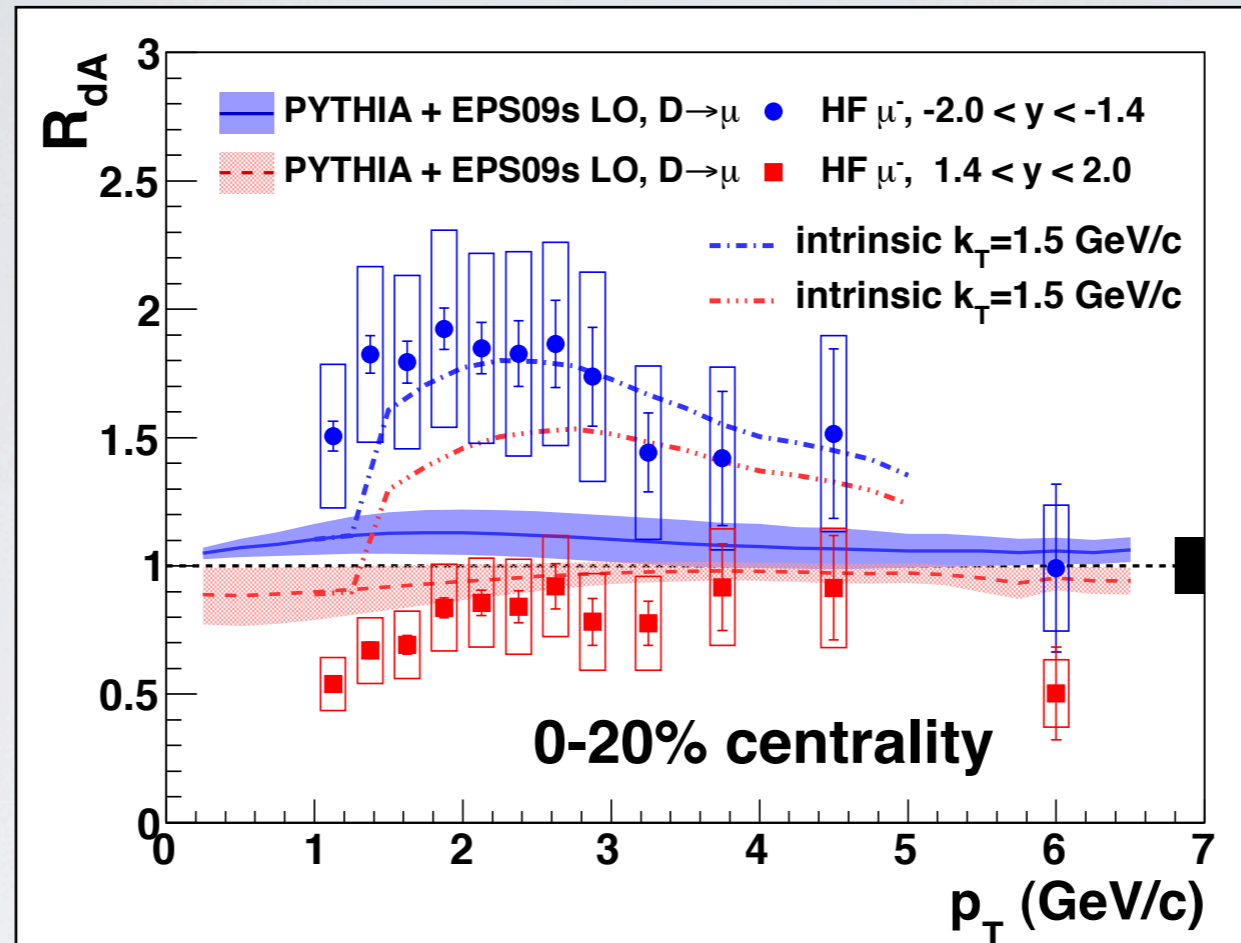 R_dA
3
2.5
2
1.5
1
0.5
0
PYTHIA + EPS09s LO, D→μ HF μ⁻, -2.0 < y < -1.4
PYTHIA + EPS09s LO, D→μ HF μ⁻, 1.4 < y < 2.0
intrinsic k_T=1.5 GeV/c
intrinsic k_T=1.5 GeV/c
0-20% centrality
0 1 2 3 4 5 6 7
p_T (GeV/c)